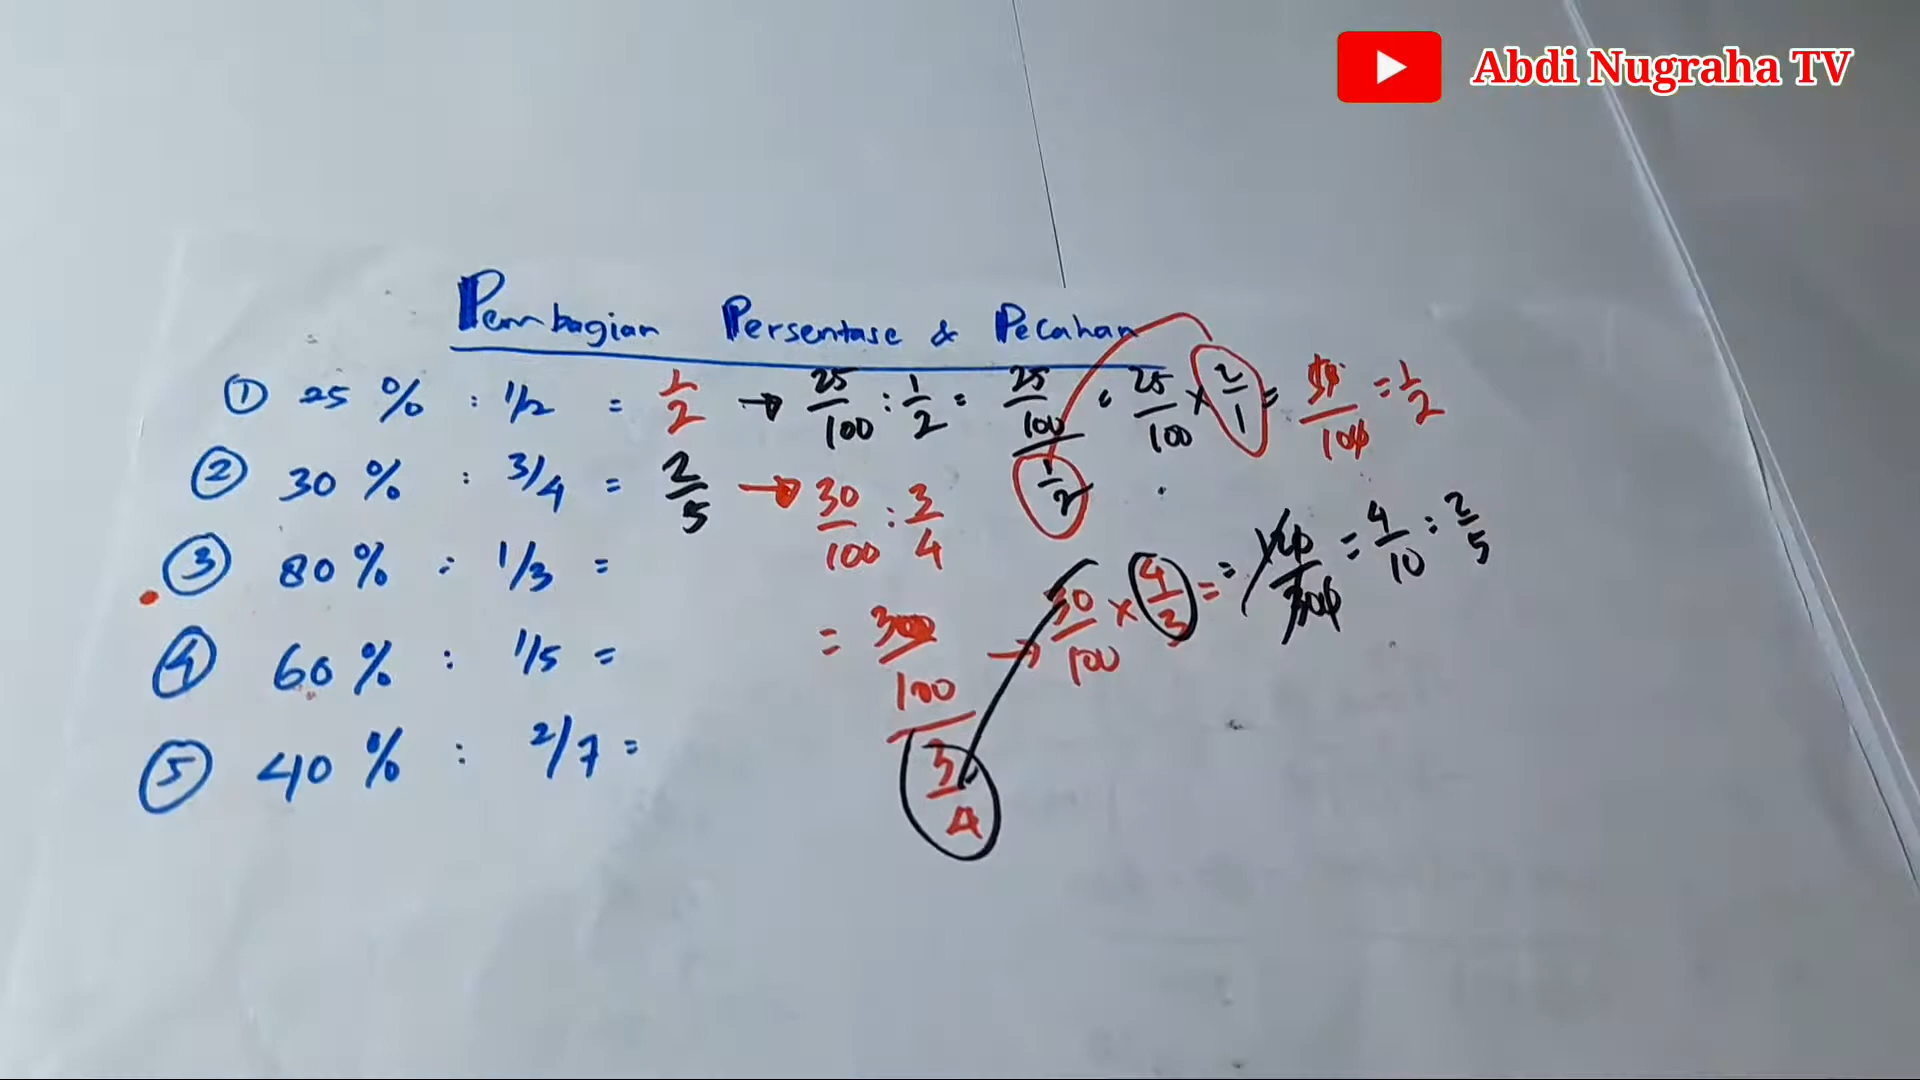 Abdi Nugraha TV
Pembagian Persentase & Pecahan
① 25 % : 1/2 = 1/2 → 25/100 : 1/2 = 25/100 / 1/2 = 25/100 × 2/1 = 50/100 = 1/2
② 30 % : 3/4 = 2/5 → 30/100 : 3/4
= 30/100 / 3/4 → 30/100 × 4/3 = = 120/300 = 4/10 : 2/5
③ 80 % : 1/3 =
④ 60 % : 1/5 =
⑤ 40 % : 2/7 =